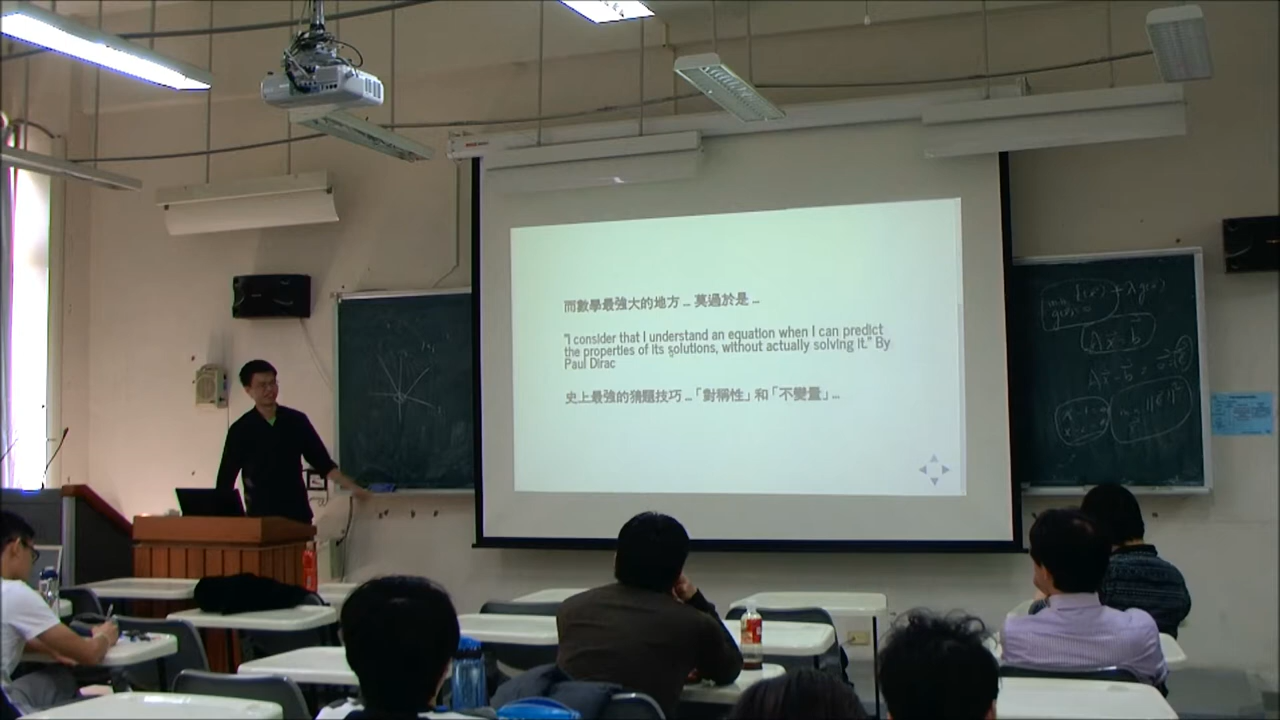 而數學最強大的地方 ... 莫過於是 ...
"I consider that I understand an equation when I can predict
the properties of its solutions, without actually solving it." By
Paul Dirac
史上最強的猜題技巧 ...「對稱性」和「不變量」...